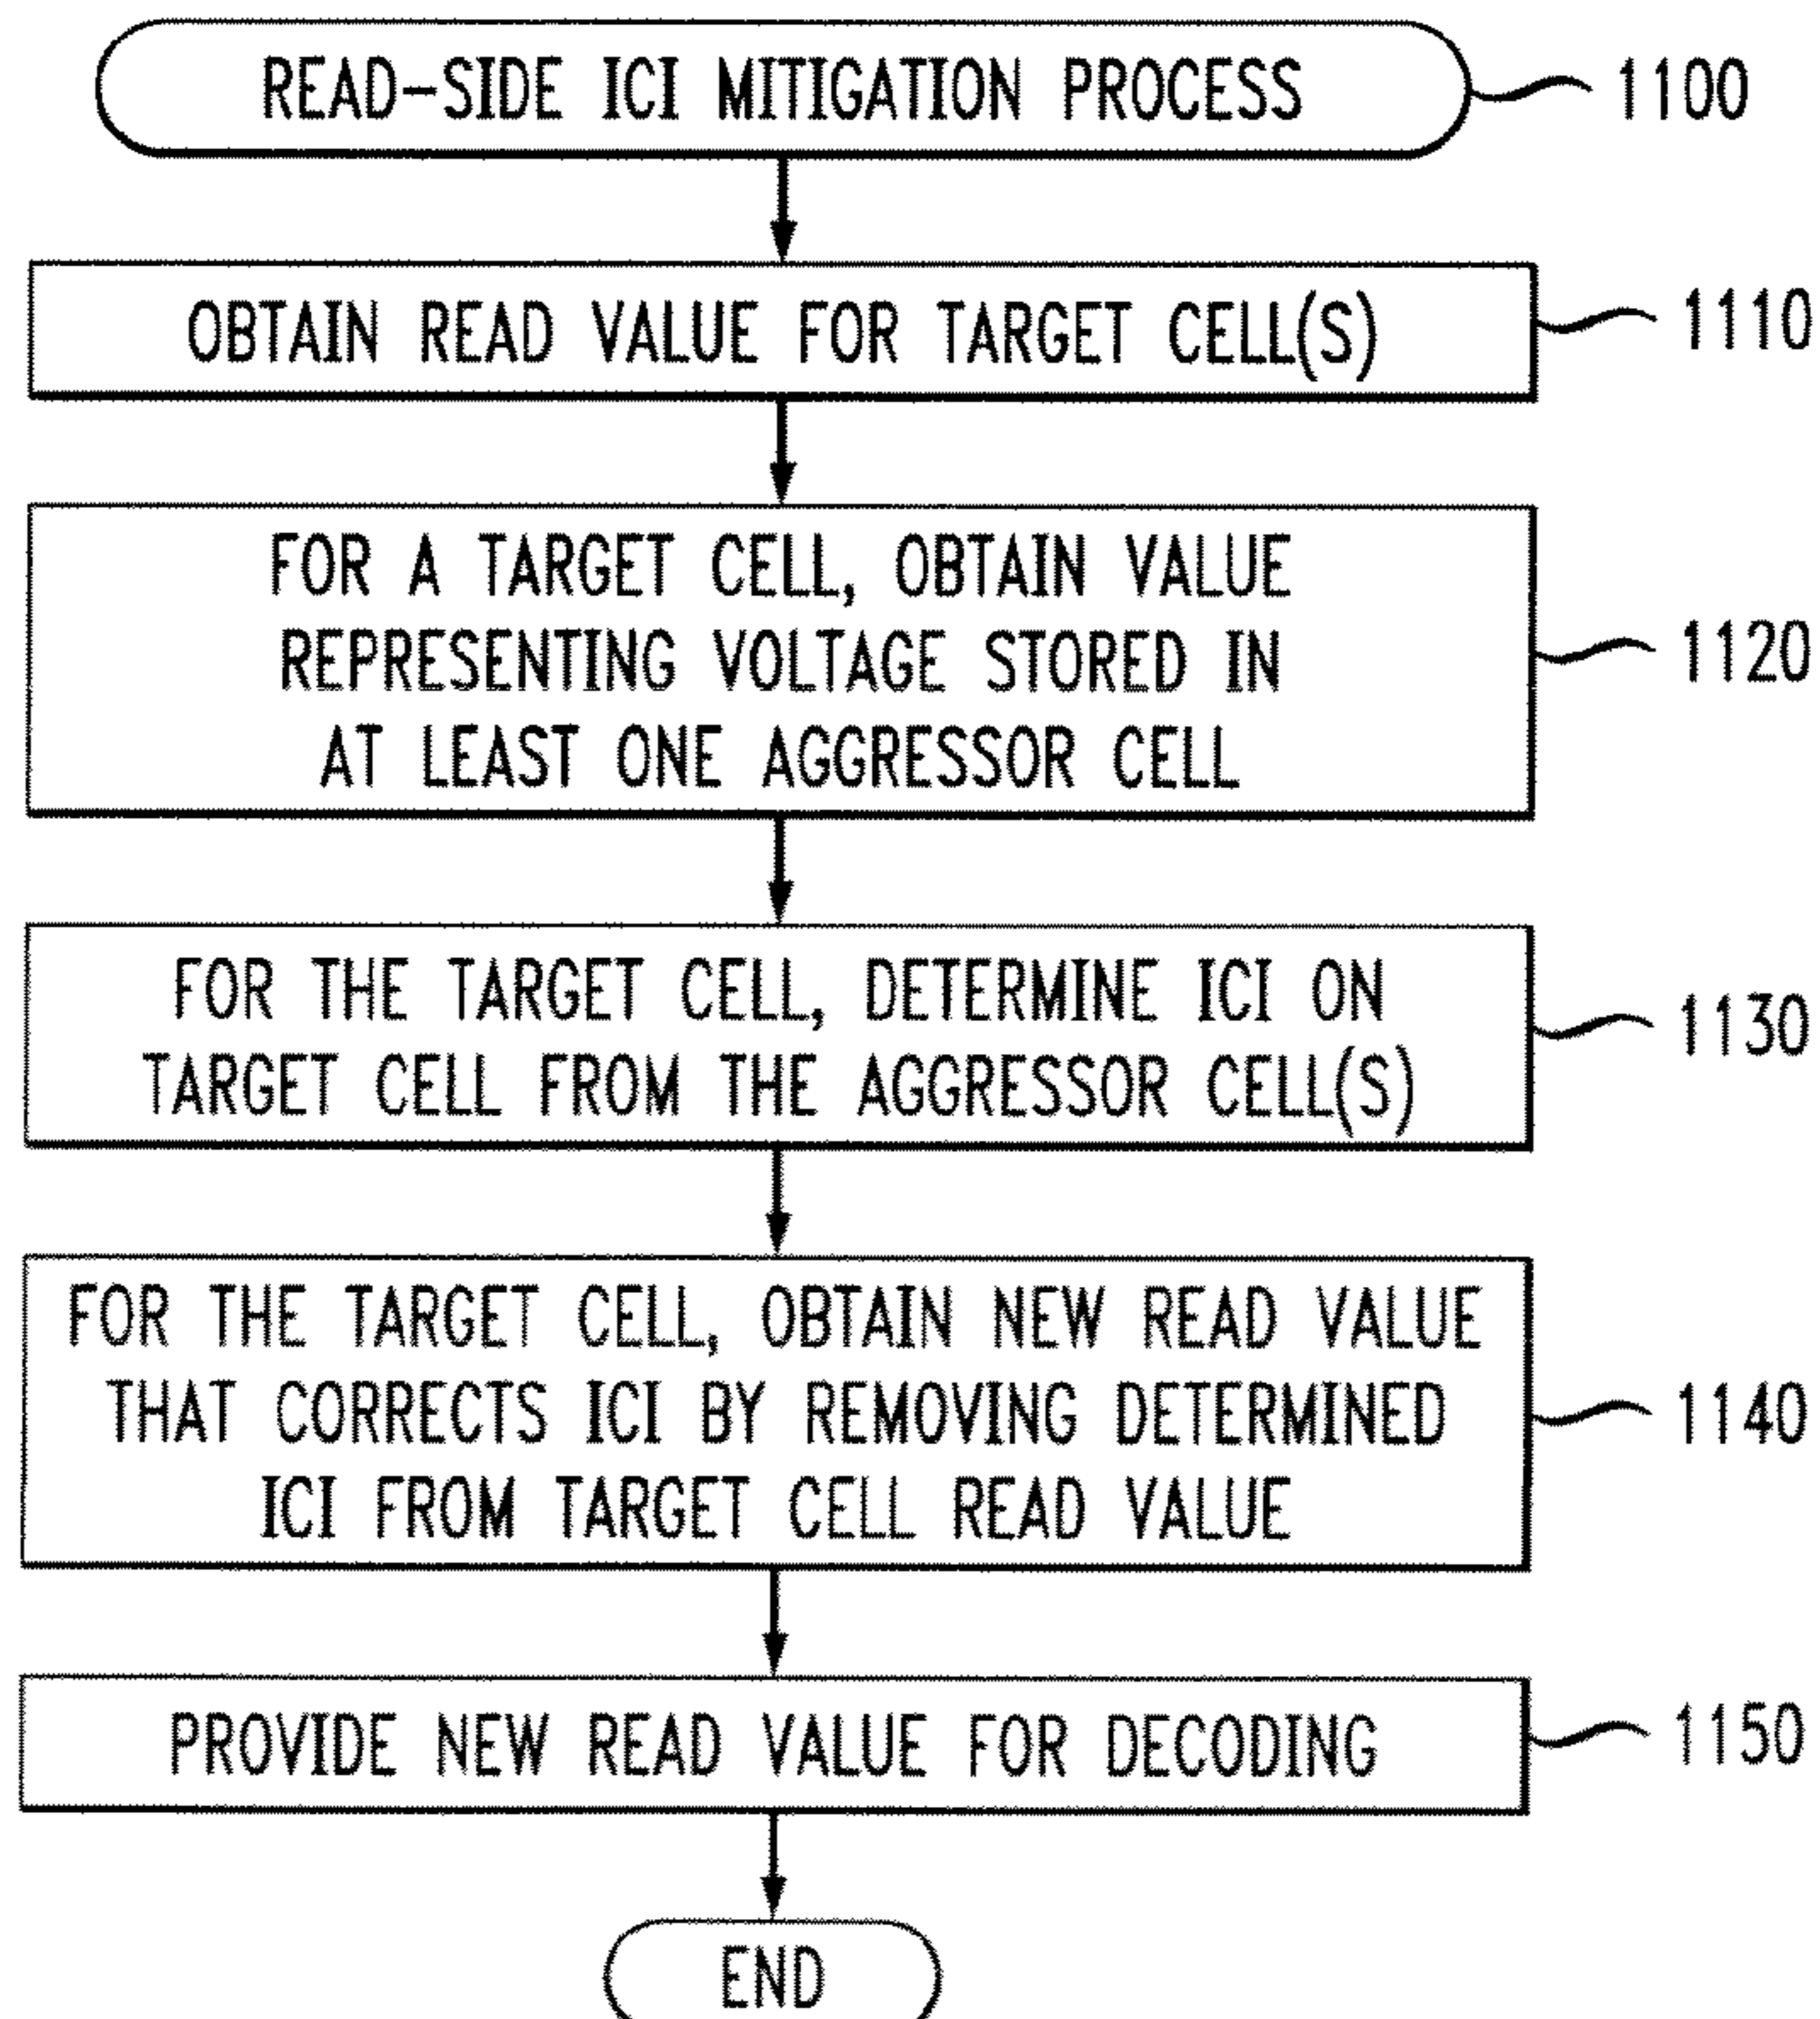 READ-SIDE ICI MITIGATION PROCESS
1100
OBTAIN READ VALUE FOR TARGET CELL(S)
1110
FOR A TARGET CELL, OBTAIN VALUE
REPRESENTING VOLTAGE STORED IN
AT LEAST ONE AGGRESSOR CELL
1120
FOR THE TARGET CELL, DETERMINE ICI ON
TARGET CELL FROM THE AGGRESSOR CELL(S)
1130
FOR THE TARGET CELL, OBTAIN NEW READ VALUE
THAT CORRECTS ICI BY REMOVING DETERMINED
ICI FROM TARGET CELL READ VALUE
1140
PROVIDE NEW READ VALUE FOR DECODING
1150
END